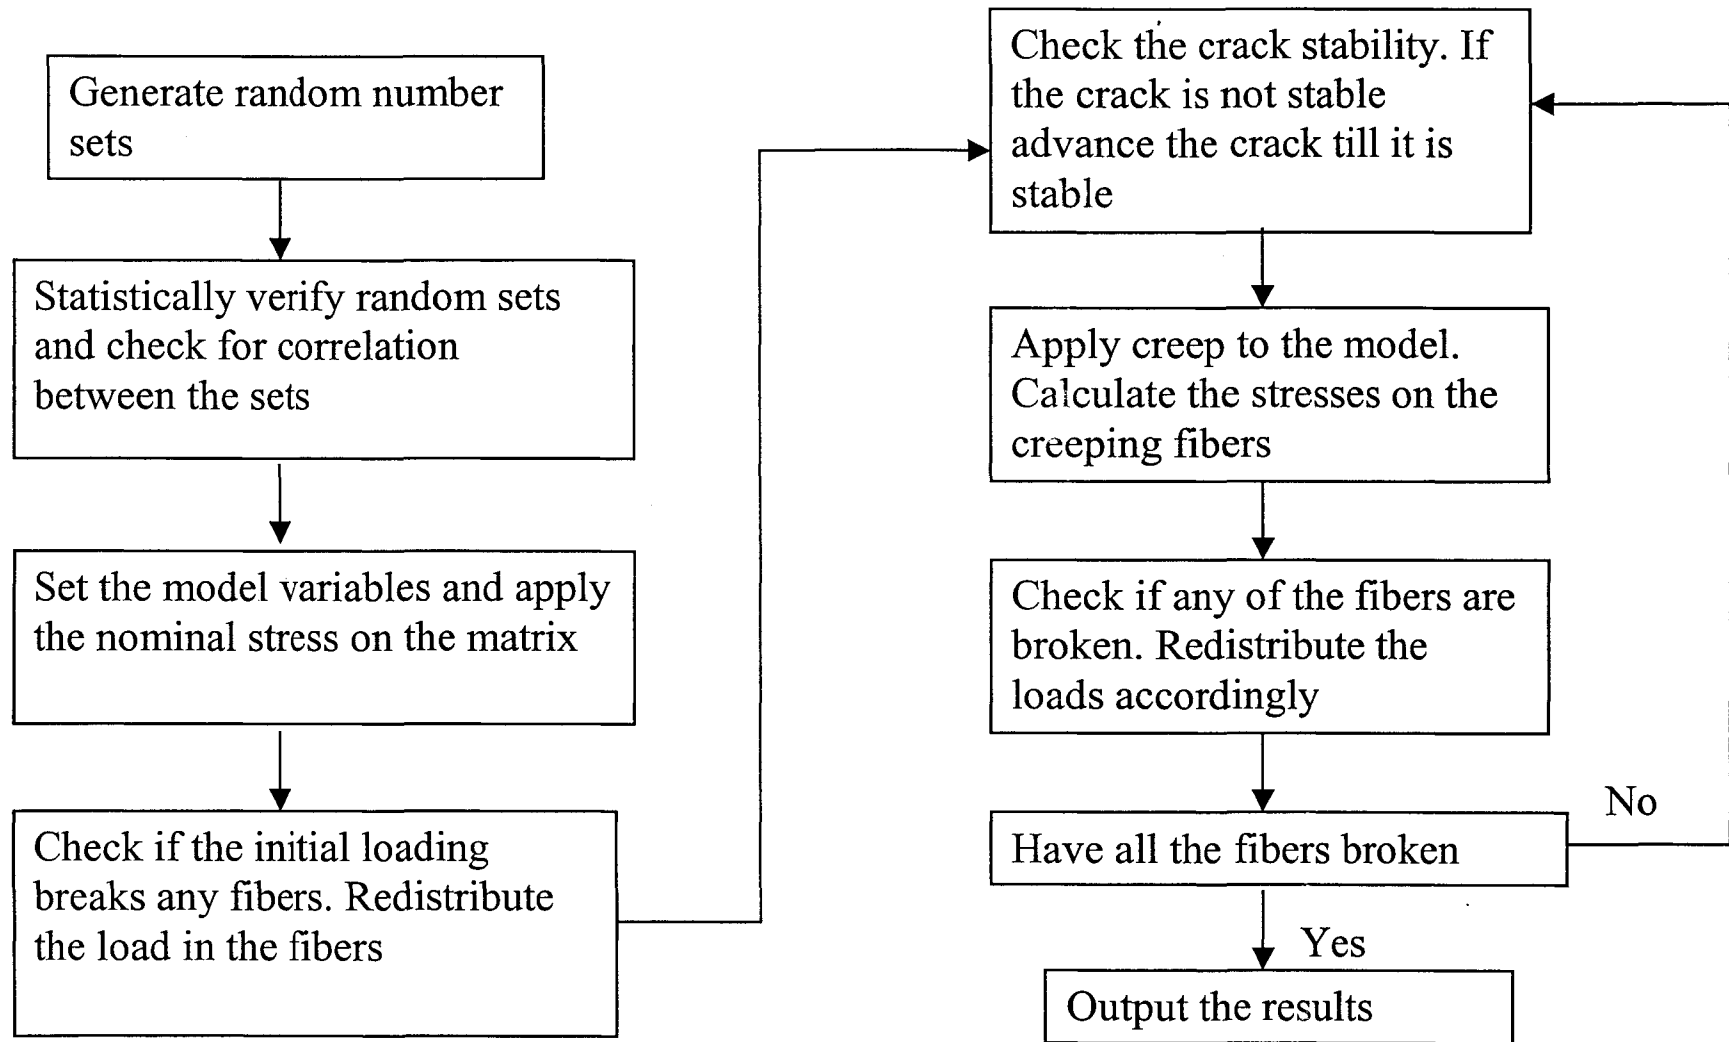 Generate random number
sets
Statistically verify random sets
and check for correlation
between the sets
Set the model variables and apply
the nominal stress on the matrix
Check if the initial loading
breaks any fibers. Redistribute
the load in the fibers
Check the crack stability. If
the crack is not stable
advance the crack till it is
stable
Apply creep to the model.
Calculate the stresses on the
creeping fibers
Check if any of the fibers are
broken. Redistribute the
loads accordingly
Have all the fibers broken
No
Yes
Output the results